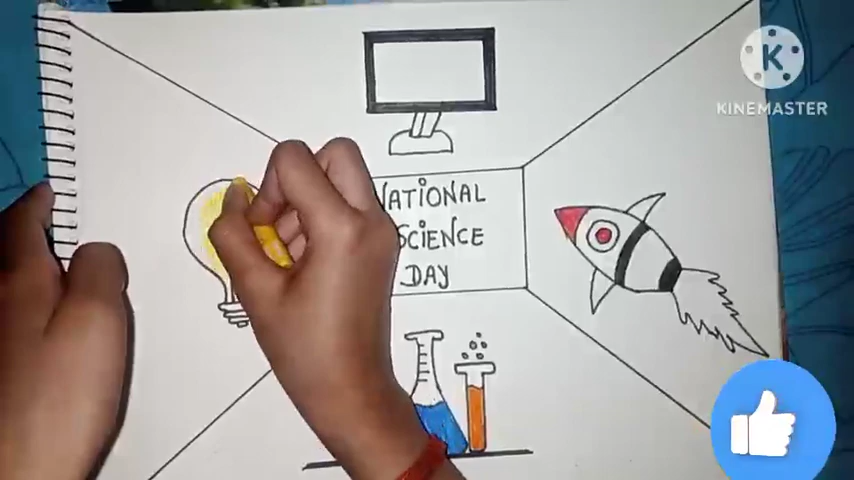 NATIONAL
SCIENCE
DAY
K
KINEMASTER